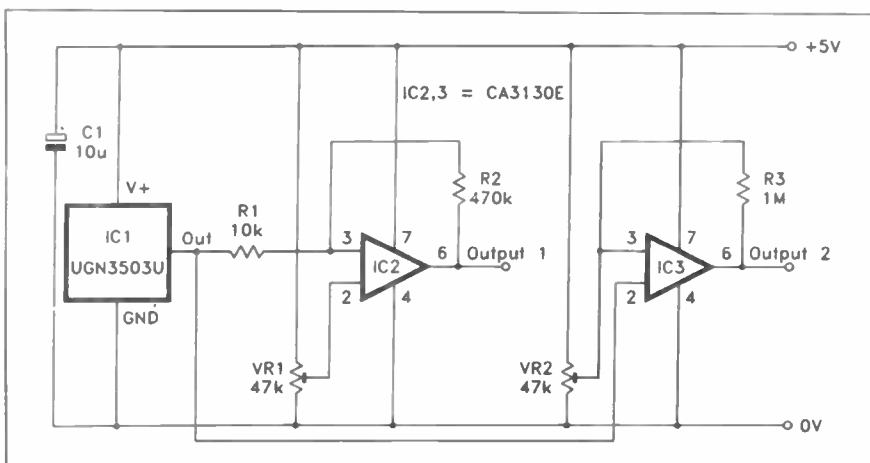 +5V
IC2,3 = CA3130E
C1
10u
V+
R2
470k
R3
1M
R1
10k
IC1
UGN3503U
Out
3
7
6
Output 1
IC2
2
4
3
7
6
Output 2
IC3
2
4
GND
VR1
47k
VR2
47k
0V